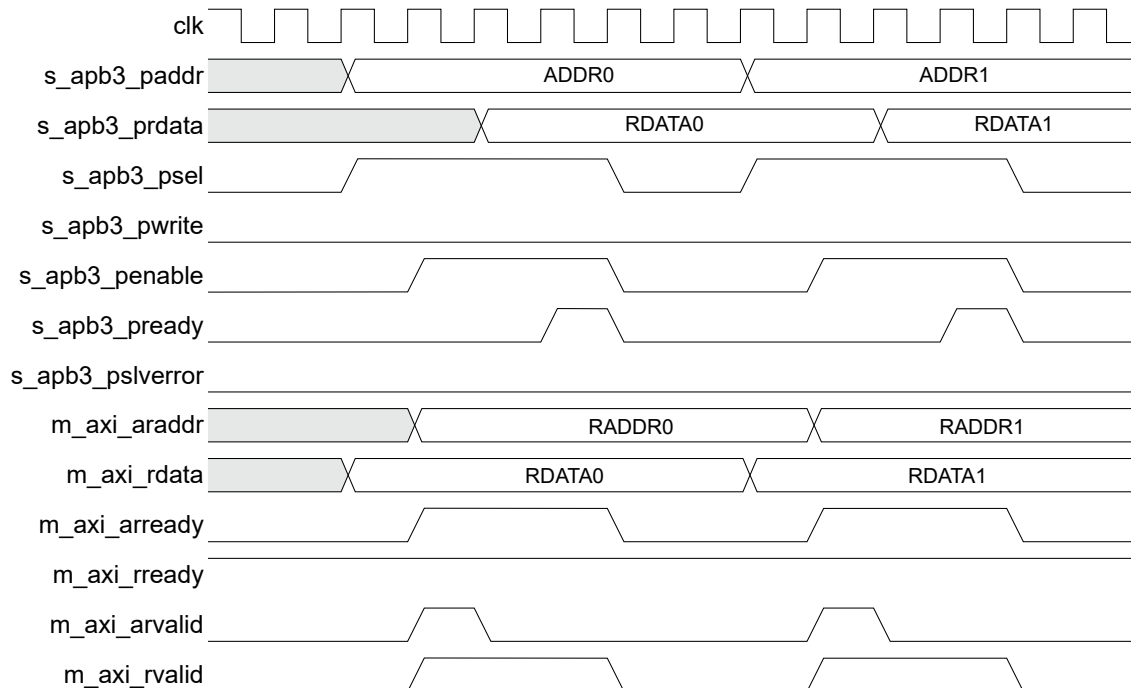 clk
s_apb3_paddr ADDR0 ADDR1
s_apb3_prdata RDATA0 RDATA1
s_apb3_psel
s_apb3_pwrite
s_apb3_penable
s_apb3_pready
s_apb3_pslverror
m_axi_araddr RADDR0 RADDR1
m_axi_rdata RDATA0 RDATA1
m_axi_arready
m_axi_rready
m_axi_arvalid
m_axi_rvalid